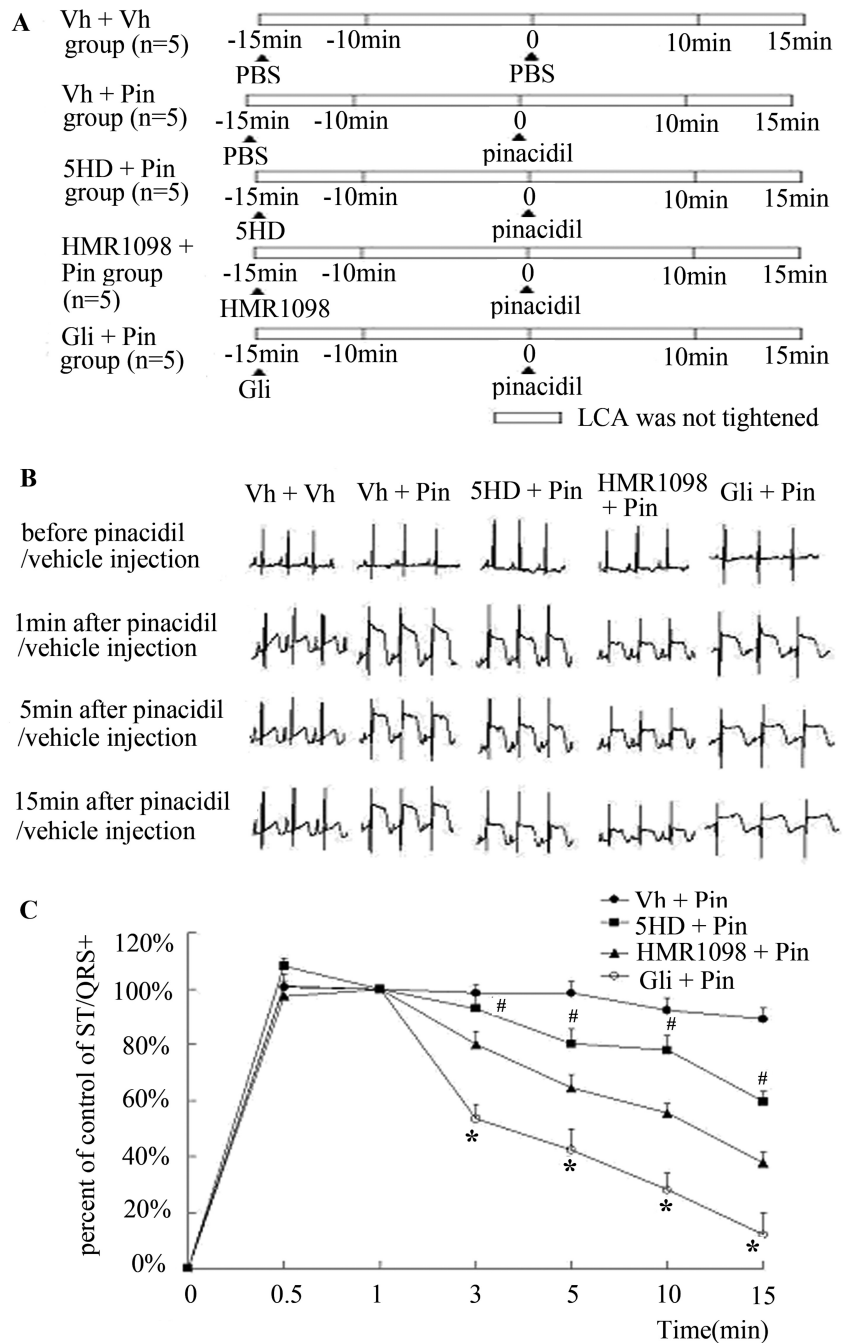 A
Vh + Vh
group (n=5)
-15min -10min 0 10min 15min
PBS PBS
Vh + Pin
group (n=5)
-15min -10min 0 10min 15min
PBS pinacidil
5HD + Pin
group (n=5)
-15min -10min 0 10min 15min
5HD pinacidil
HMR1098 +
Pin group
(n=5)
-15min -10min 0 10min 15min
HMR1098 pinacidil
Gli + Pin
group (n=5)
-15min -10min 0 10min 15min
Gli pinacidil
LCA was not tightened
B
Vh + Vh Vh + Pin 5HD + Pin HMR1098 + Pin Gli + Pin
before pinacidil
/vehicle injection
1min after pinacidil
/vehicle injection
5min after pinacidil
/vehicle injection
15min after pinacidil
/vehicle injection
C
Vh + Pin
5HD + Pin
HMR1098 + Pin
Gli + Pin
percent of control of ST/QRS+
120%
100%
80%
60%
40%
20%
0%
# # # #
* * * *
0 0.5 1 3 5 10 15
Time(min)